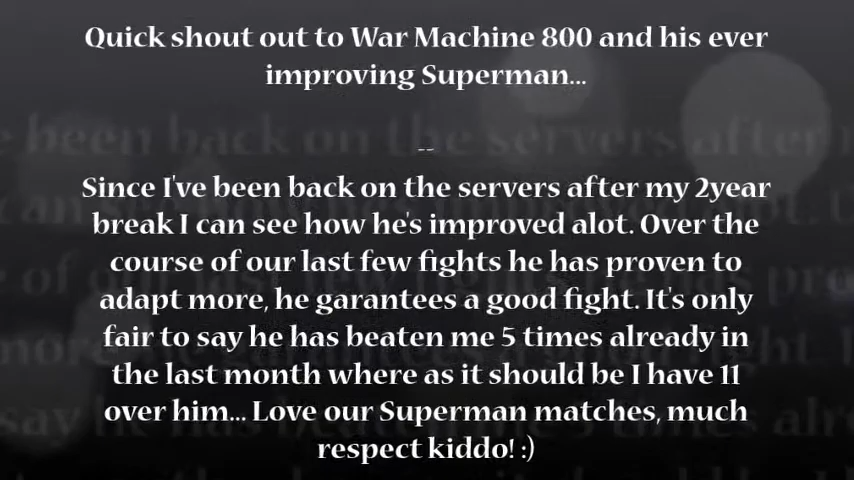 Quick shout out to War Machine 800 and his ever
improving Superman...
--
Since I've been back on the servers after my 2year
break I can see how he's improved alot. Over the
course of our last few fights he has proven to
adapt more, he garantees a good fight. It's only
fair to say he has beaten me 5 times already in
the last month where as it should be I have 11
over him... Love our Superman matches, much
respect kiddo! :)